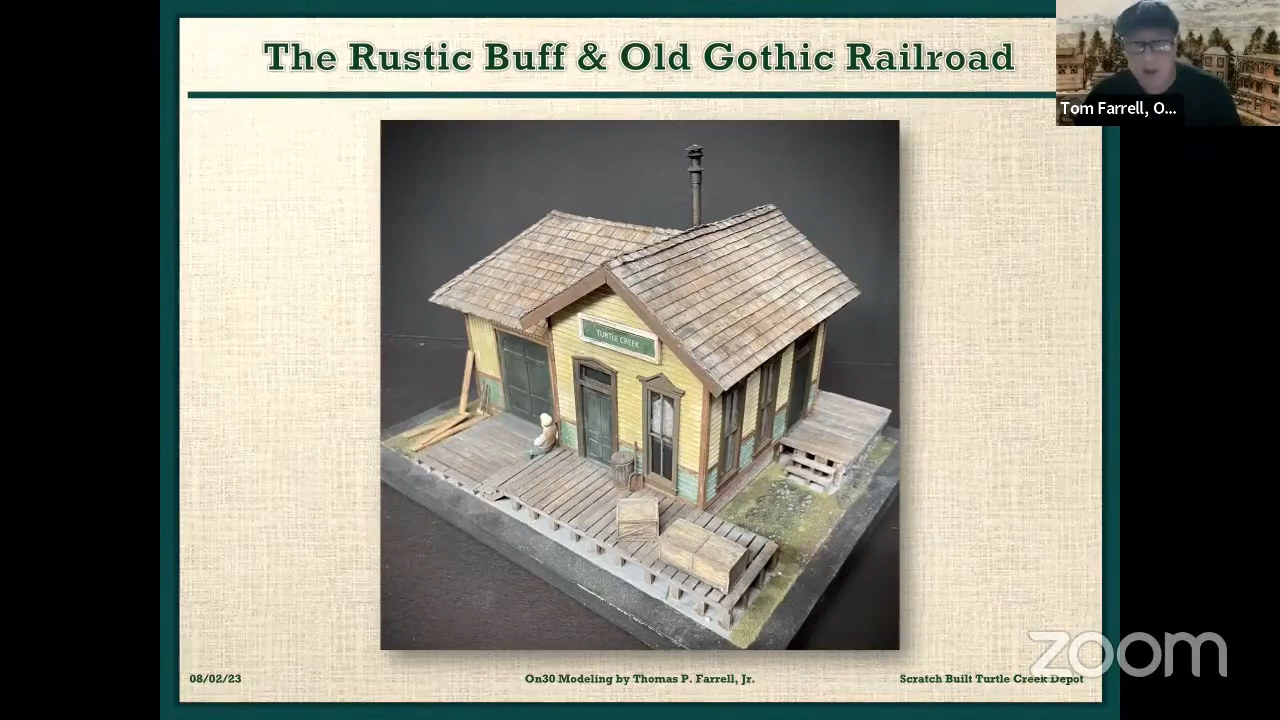 The Rustic Buff & Old Gothic Railroad
Tom Farrell, O...
TURTLE CREEK
zoom
08/02/23
On30 Modeling by Thomas P. Farrell, Jr.
Scratch Built Turtle Creek Depot